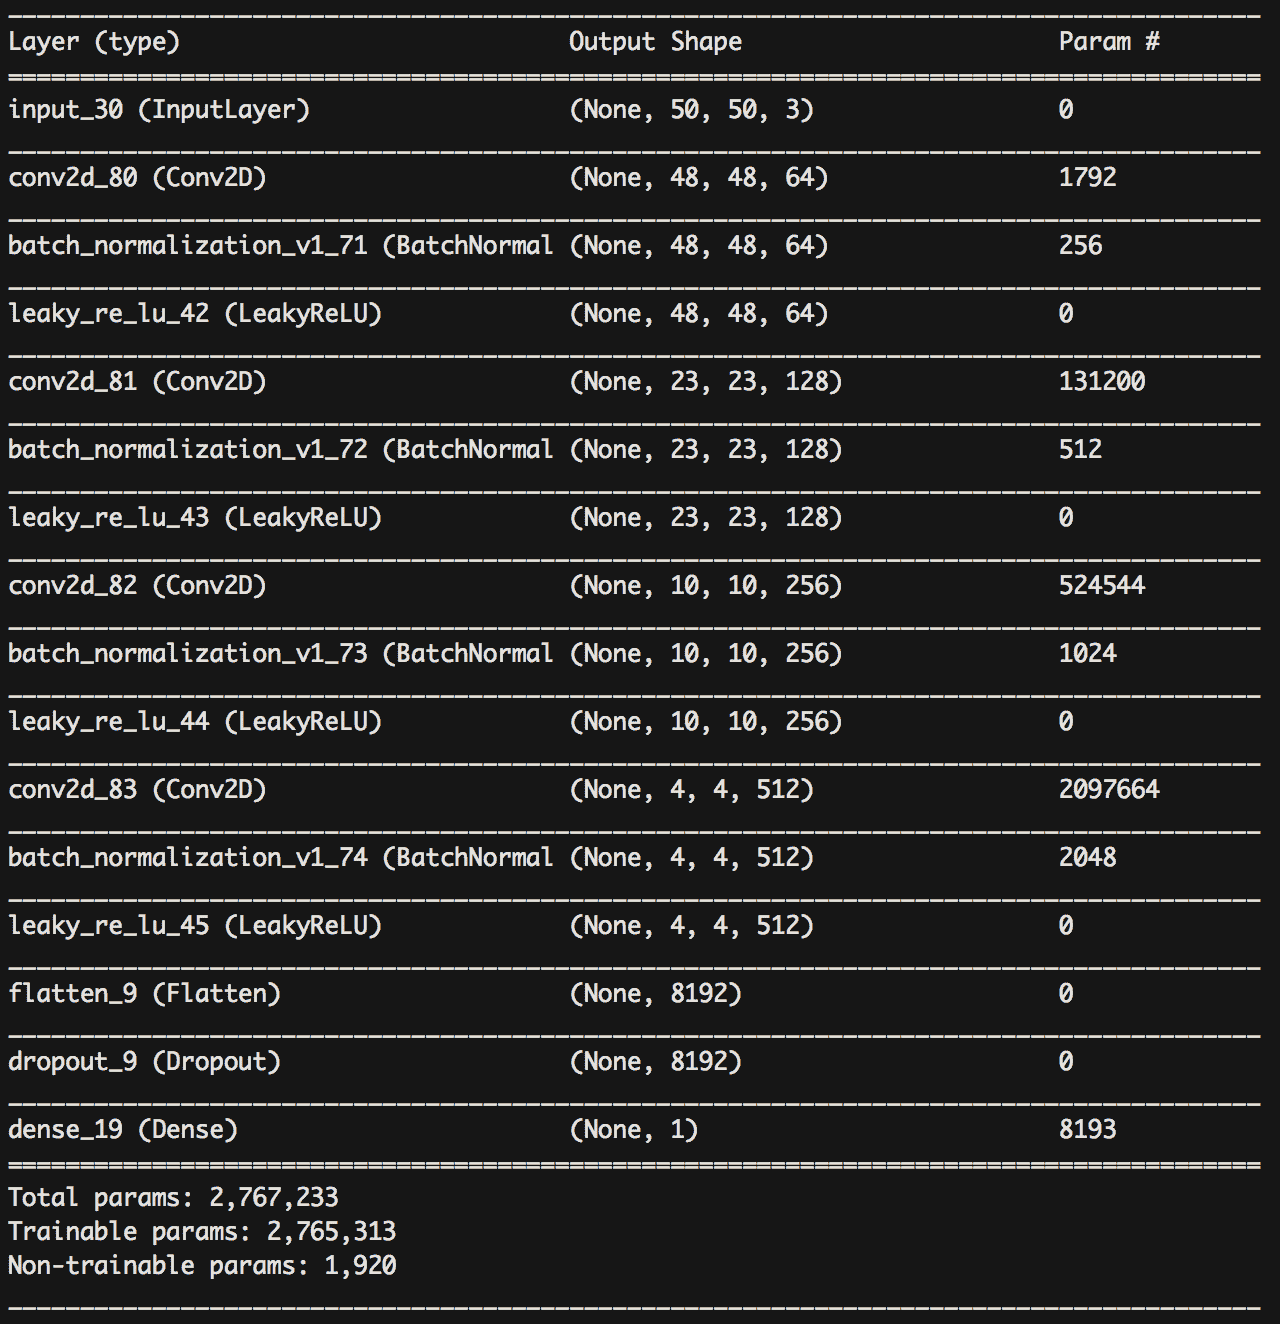 Layer (type) Output Shape Param #
input_30 (InputLayer) (None, 50, 50, 3) 0
conv2d_80 (Conv2D) (None, 48, 48, 64) 1792
batch_normalization_v1_71 (BatchNormal (None, 48, 48, 64) 256
leaky_re_lu_42 (LeakyReLU) (None, 48, 48, 64) 0
conv2d_81 (Conv2D) (None, 23, 23, 128) 131200
batch_normalization_v1_72 (BatchNormal (None, 23, 23, 128) 512
leaky_re_lu_43 (LeakyReLU) (None, 23, 23, 128) 0
conv2d_82 (Conv2D) (None, 10, 10, 256) 524544
batch_normalization_v1_73 (BatchNormal (None, 10, 10, 256) 1024
leaky_re_lu_44 (LeakyReLU) (None, 10, 10, 256) 0
conv2d_83 (Conv2D) (None, 4, 4, 512) 2097664
batch_normalization_v1_74 (BatchNormal (None, 4, 4, 512) 2048
leaky_re_lu_45 (LeakyReLU) (None, 4, 4, 512) 0
flatten_9 (Flatten) (None, 8192) 0
dropout_9 (Dropout) (None, 8192) 0
dense_19 (Dense) (None, 1) 8193
Total params: 2,767,233
Trainable params: 2,765,313
Non-trainable params: 1,920